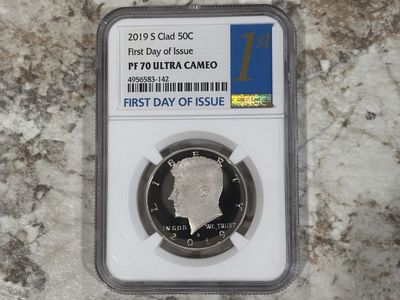 2019 S Clad 50C
First Day of Issue
PF 70 ULTRA CAMEO
4956583-142
1st
FIRST DAY OF ISSUE
LIBERTY
IN GOD WE TRUST
S
2019